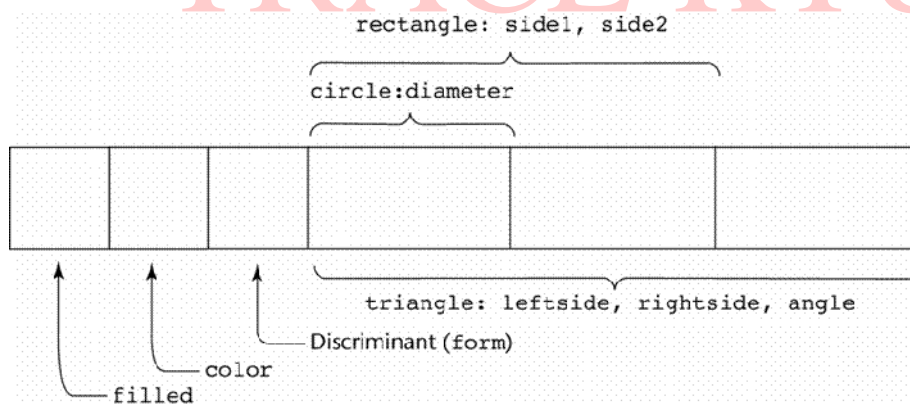 rectangle: side1, side2
circle:diameter
triangle: leftside, rightside, angle
Discriminant (form)
color
filled